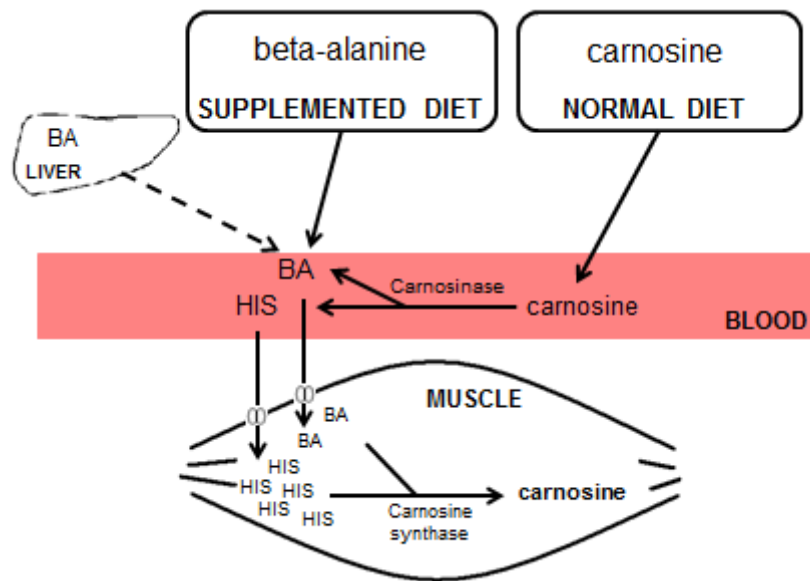 beta-alanine
SUPPLEMENTED DIET
carnosine
NORMAL DIET
BA
LIVER
BA
Carnosinase
HIS
carnosine
BLOOD
MUSCLE
BA
BA
HIS
HIS
HIS
HIS
HIS
carnosine
Carnosine
synthase